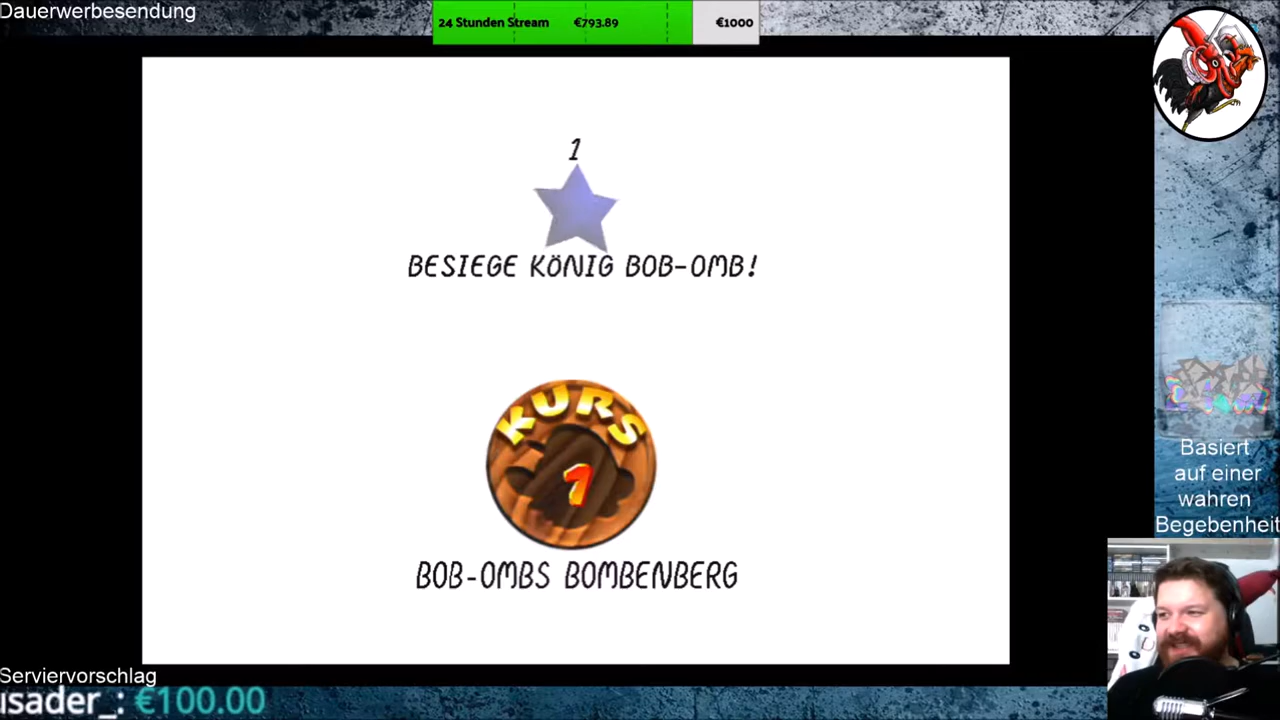 Dauerwerbesendung
24 Stunden Stream €793.89 €1000
1
BESIEGE KÖNIG BOB-OMB!
KURS
1
BOB-OMBS BOMBENBERG
Basiert
auf einer
wahren
Begebenheit
Serviervorschlag
sader_: €100.00